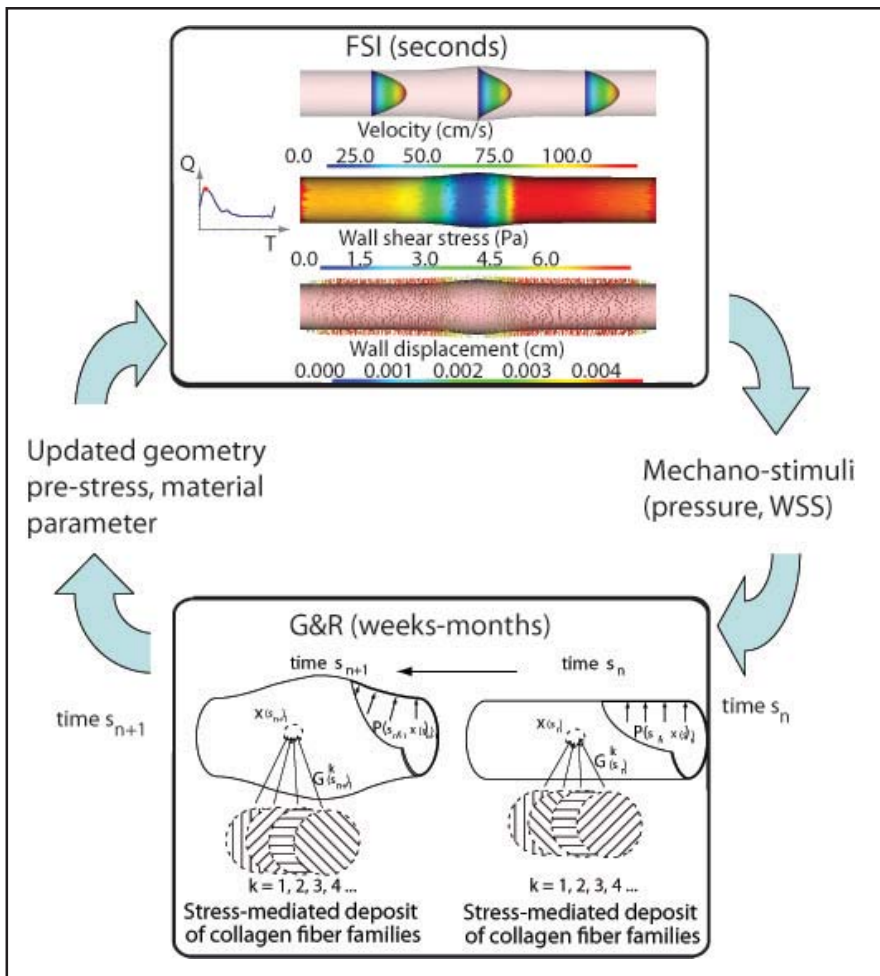 FSI (seconds)
Velocity (cm/s)
0.0 25.0 50.0 75.0 100.0
Q
T
Wall shear stress (Pa)
0.0 1.5 3.0 4.5 6.0
Wall displacement (cm)
0.000 0.001 0.002 0.003 0.004
Updated geometry
pre-stress, material
parameter
Mechano-stimuli
(pressure, WSS)
G&R (weeks-months)
time s n+1
time s n
time s n+1
time s n
X(s n+1)
X(s n)
G k (s n+1)
G k (s n)
k = 1, 2, 3, 4 ...
k = 1, 2, 3, 4 ...
Stress-mediated deposit
of collagen fiber families
Stress-mediated deposit
of collagen fiber families